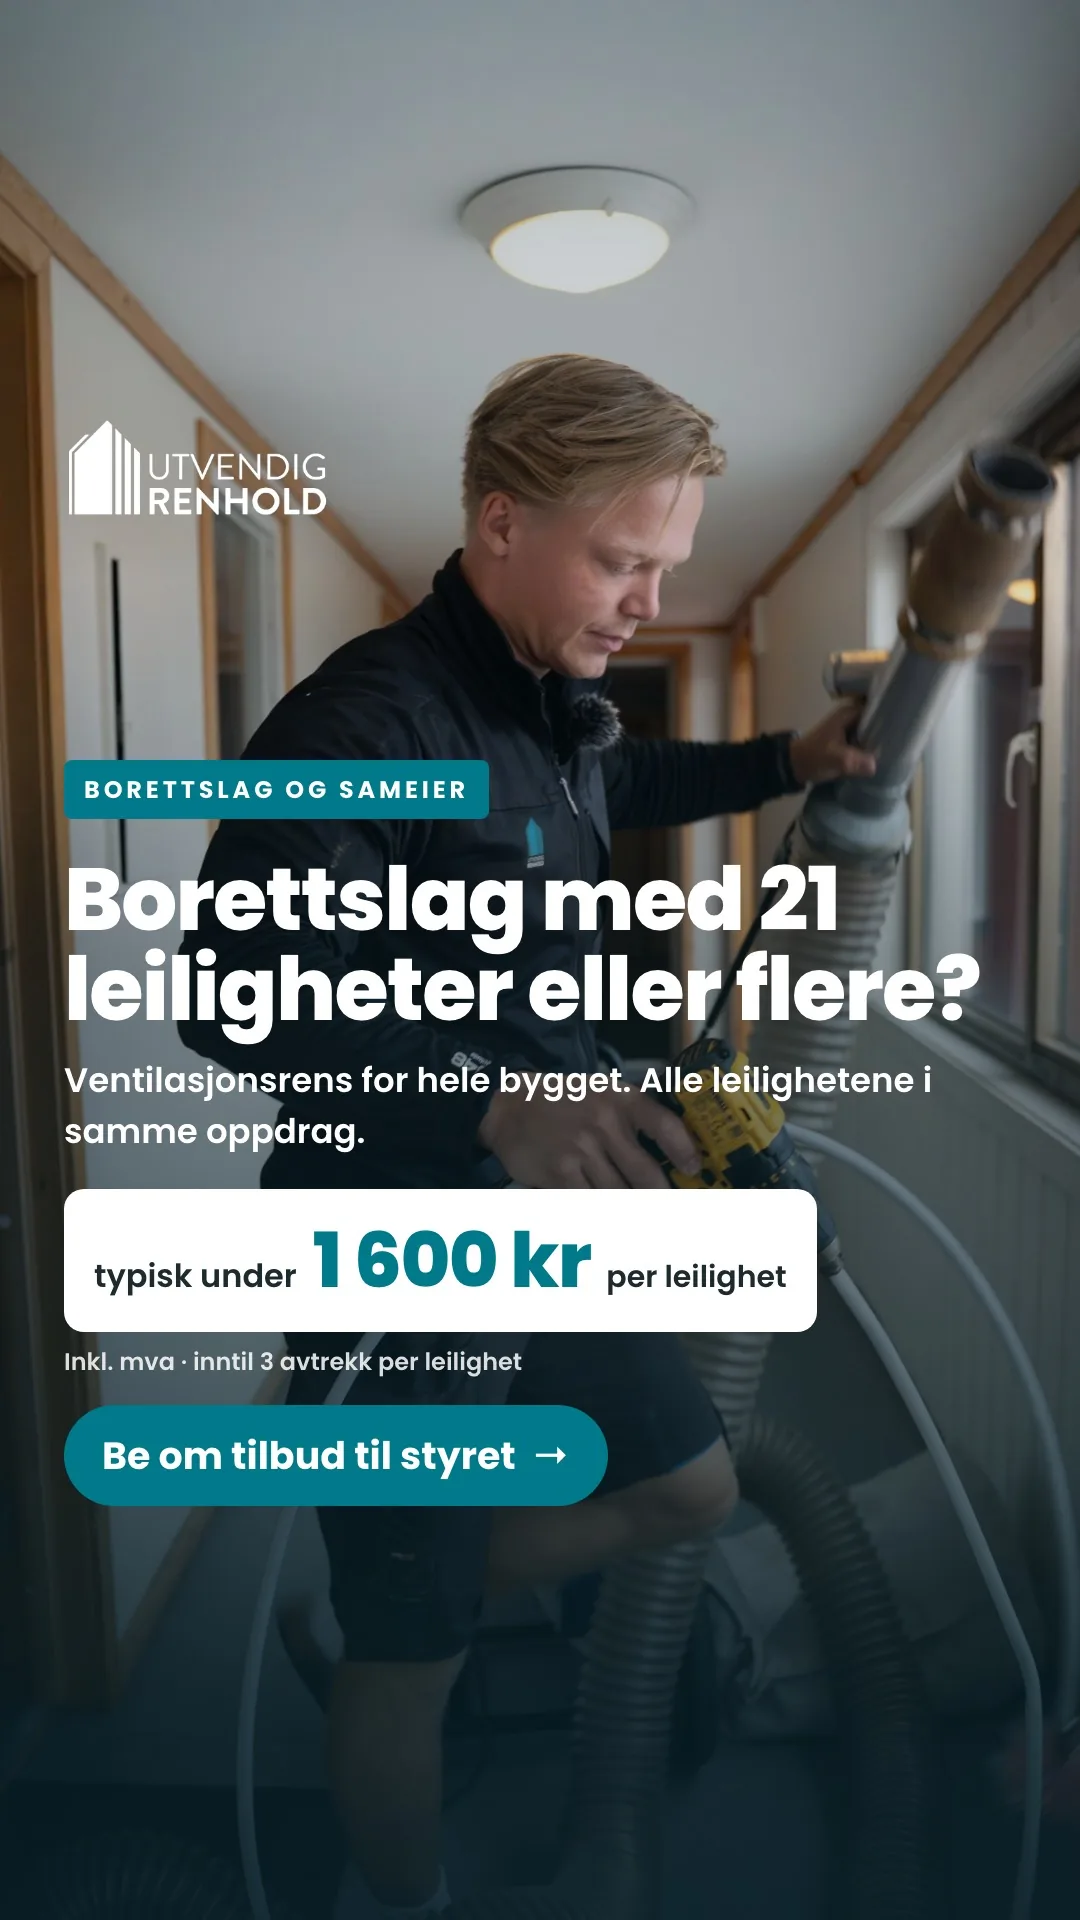 UTVENDIG
RENHOLD
BORETTSLAG OG SAMEIER
Borettslag med 21
leiligheter eller flere?
Ventilasjonsrens for hele bygget. Alle leilighetene i
samme oppdrag.
typisk under 1 600 kr per leilighet
Inkl. mva · inntil 3 avtrekk per leilighet
Be om tilbud til styret →